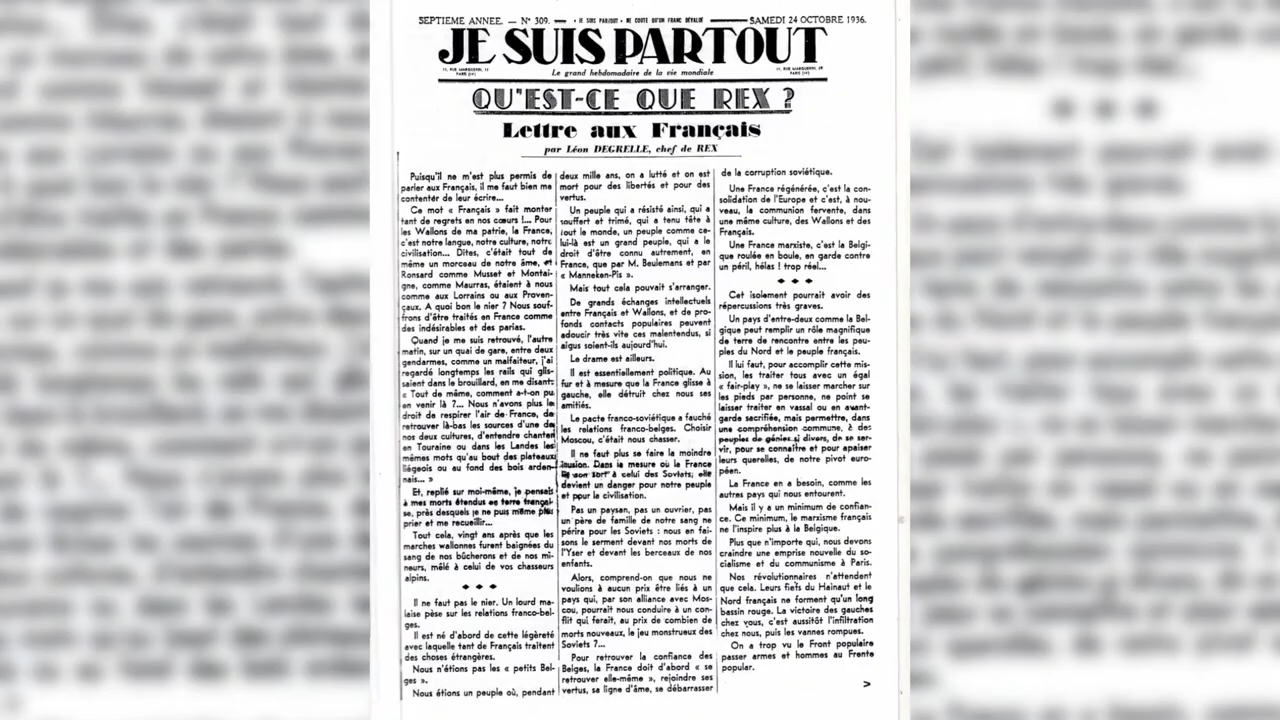 SEPTIEME ANNEE. — N° 309. — « JE SUIS PARTOUT » NE COUTE QU'UN FRANC DÉVALUÉ — SAMEDI 24 OCTOBRE 1936.
JE SUIS PARTOUT
Le grand hebdomadaire de la vie mondiale
QU'EST-CE QUE REX ?
Lettre aux Français
par Léon DEGRELLE, chef de REX
Puisqu'il ne m'est plus permis de
parler aux Français, il me faut bien me
contenter de leur écrire...
Ce mot « Français » fait monter
tant de regrets en nos cœurs !... Pour
les Wallons de ma patrie, la France,
c'est notre langue, notre culture, notre
civilisation... Dites, c'était tout de
même un morceau de notre âme, et
Ronsard comme Musset et Montai-
gne, comme Maurras, étaient à nous
comme aux Lorrains ou aux Proven-
çaux. A quoi bon le nier ? Nous souf-
frons d'être traités en France comme
des indésirables et des parias.
Quand je me suis retrouvé, l'autre
matin, sur un quai de gare, entre deux
gendarmes, comme un malfaiteur, j'ai
regardé longtemps les rails qui glis-
saient dans le brouillard, en me disant:
« Tout de même, comment a-t-on pu
en venir là ?... Nous n'avons plus le
droit de respirer l'air de France, de
retrouver là-bas les sources d'une de
nos deux cultures, d'entendre chanter
en Touraine ou dans les Landes les
mêmes mots qu'au bout des plateaux
liégeois ou au fond des bois arden-
nais... »
Et, replié sur moi-même, je pensais
à mes morts étendus en terre françai-
se, près desquels je ne puis même plus
prier et me recueillir...
Tout cela, vingt ans après que les
marches wallonnes furent baignées du
sang de nos bûcherons et de nos mi-
neurs, mêlé à celui de vos chasseurs
alpins.
Il ne faut pas le nier. Un lourd ma-
laise pèse sur les relations franco-bel-
ges.
Il est né d'abord de cette légèreté
avec laquelle tant de Français traitent
des choses étrangères.
Nous n'étions pas les « petits Bel-
ges ».
Nous étions un peuple où, pendant
deux mille ans, on a lutté et on est
mort pour des libertés et pour des
vertus.
Un peuple qui a résisté ainsi, qui a
souffert et trimé, qui a tenu tête à
tout le monde, un peuple comme ce-
lui-là est un grand peuple, qui a le
droit d'être connu autrement, en
France, que par M. Beulemans et par
« Manneken-Pis ».
Mais tout cela pouvait s'arranger.
De grands échanges intellectuels
entre Français et Wallons, et de pro-
fonds contacts populaires peuvent
adoucir très vite ces malentendus, si
aigus soient-ils aujourd'hui.
Le drame est ailleurs.
Il est essentiellement politique. Au
fur et à mesure que la France glisse à
gauche, elle détruit chez nous ses
amitiés.
Le pacte franco-soviétique a fauché
les relations franco-belges. Choisir
Moscou, c'était nous chasser.
Il ne faut plus se faire la moindre
illusion. Dans la mesure où la France
lie son sort à celui des Soviets, elle
devient un danger pour notre peuple
et pour la civilisation.
Pas un paysan, pas un ouvrier, pas
un père de famille de notre sang ne
périra pour les Soviets : nous en fai-
sons le serment devant nos morts de
l'Yser et devant les berceaux de nos
enfants.
Alors, comprend-on que nous ne
voulions à aucun prix être liés à un
pays qui, par son alliance avec Mos-
cou, pourrait nous conduire à un con-
flit qui ferait, au prix de combien de
morts nouveaux, le jeu monstrueux des
Soviets ?...
Pour retrouver la confiance des
Belges, la France doit d'abord « se
retrouver elle-même », rejoindre ses
vertus, sa ligne d'âme, se débarrasser
de la corruption soviétique.
Une France régénérée, c'est la con-
solidation de l'Europe et c'est, à nou-
veau, la communion fervente, dans
une même culture, des Wallons et des
Français.
Une France marxiste, c'est la Belgi-
que roulée en boule, en garde contre
un péril, hélas ! trop réel...
Cet isolement pourrait avoir des
répercussions très graves.
Un pays d'entre-deux comme la Bel-
gique peut remplir un rôle magnifique
de terre de rencontre entre les peu-
ples du Nord et le peuple français.
Il lui faut, pour accomplir cette mis-
sion, les traiter tous avec un égal
« fair-play », ne se laisser marcher sur
les pieds par personne, ne point se
laisser traiter en vassal ou en avant-
garde sacrifiée, mais permettre, dans
une compréhension commune, à des
peuples de génies si divers, de se ser-
vir, pour se connaître et pour apaiser
leurs querelles, de notre pivot euro-
péen.
La France en a besoin, comme les
autres pays qui nous entourent.
Mais il y a un minimum de confian-
ce. Ce minimum, le marxisme français
ne l'inspire plus à la Belgique.
Plus que n'importe qui, nous devons
craindre une emprise nouvelle du so-
cialisme et du communisme à Paris.
Nos révolutionnaires n'attendent
que cela. Leurs fiefs du Hainaut et le
Nord français ne forment qu'un long
bassin rouge. La victoire des gauches
chez vous, c'est aussitôt l'infiltration
chez nous, puis les vannes rompues.
On a trop vu le Front populaire
passer armes et hommes au Frente
popular.
>